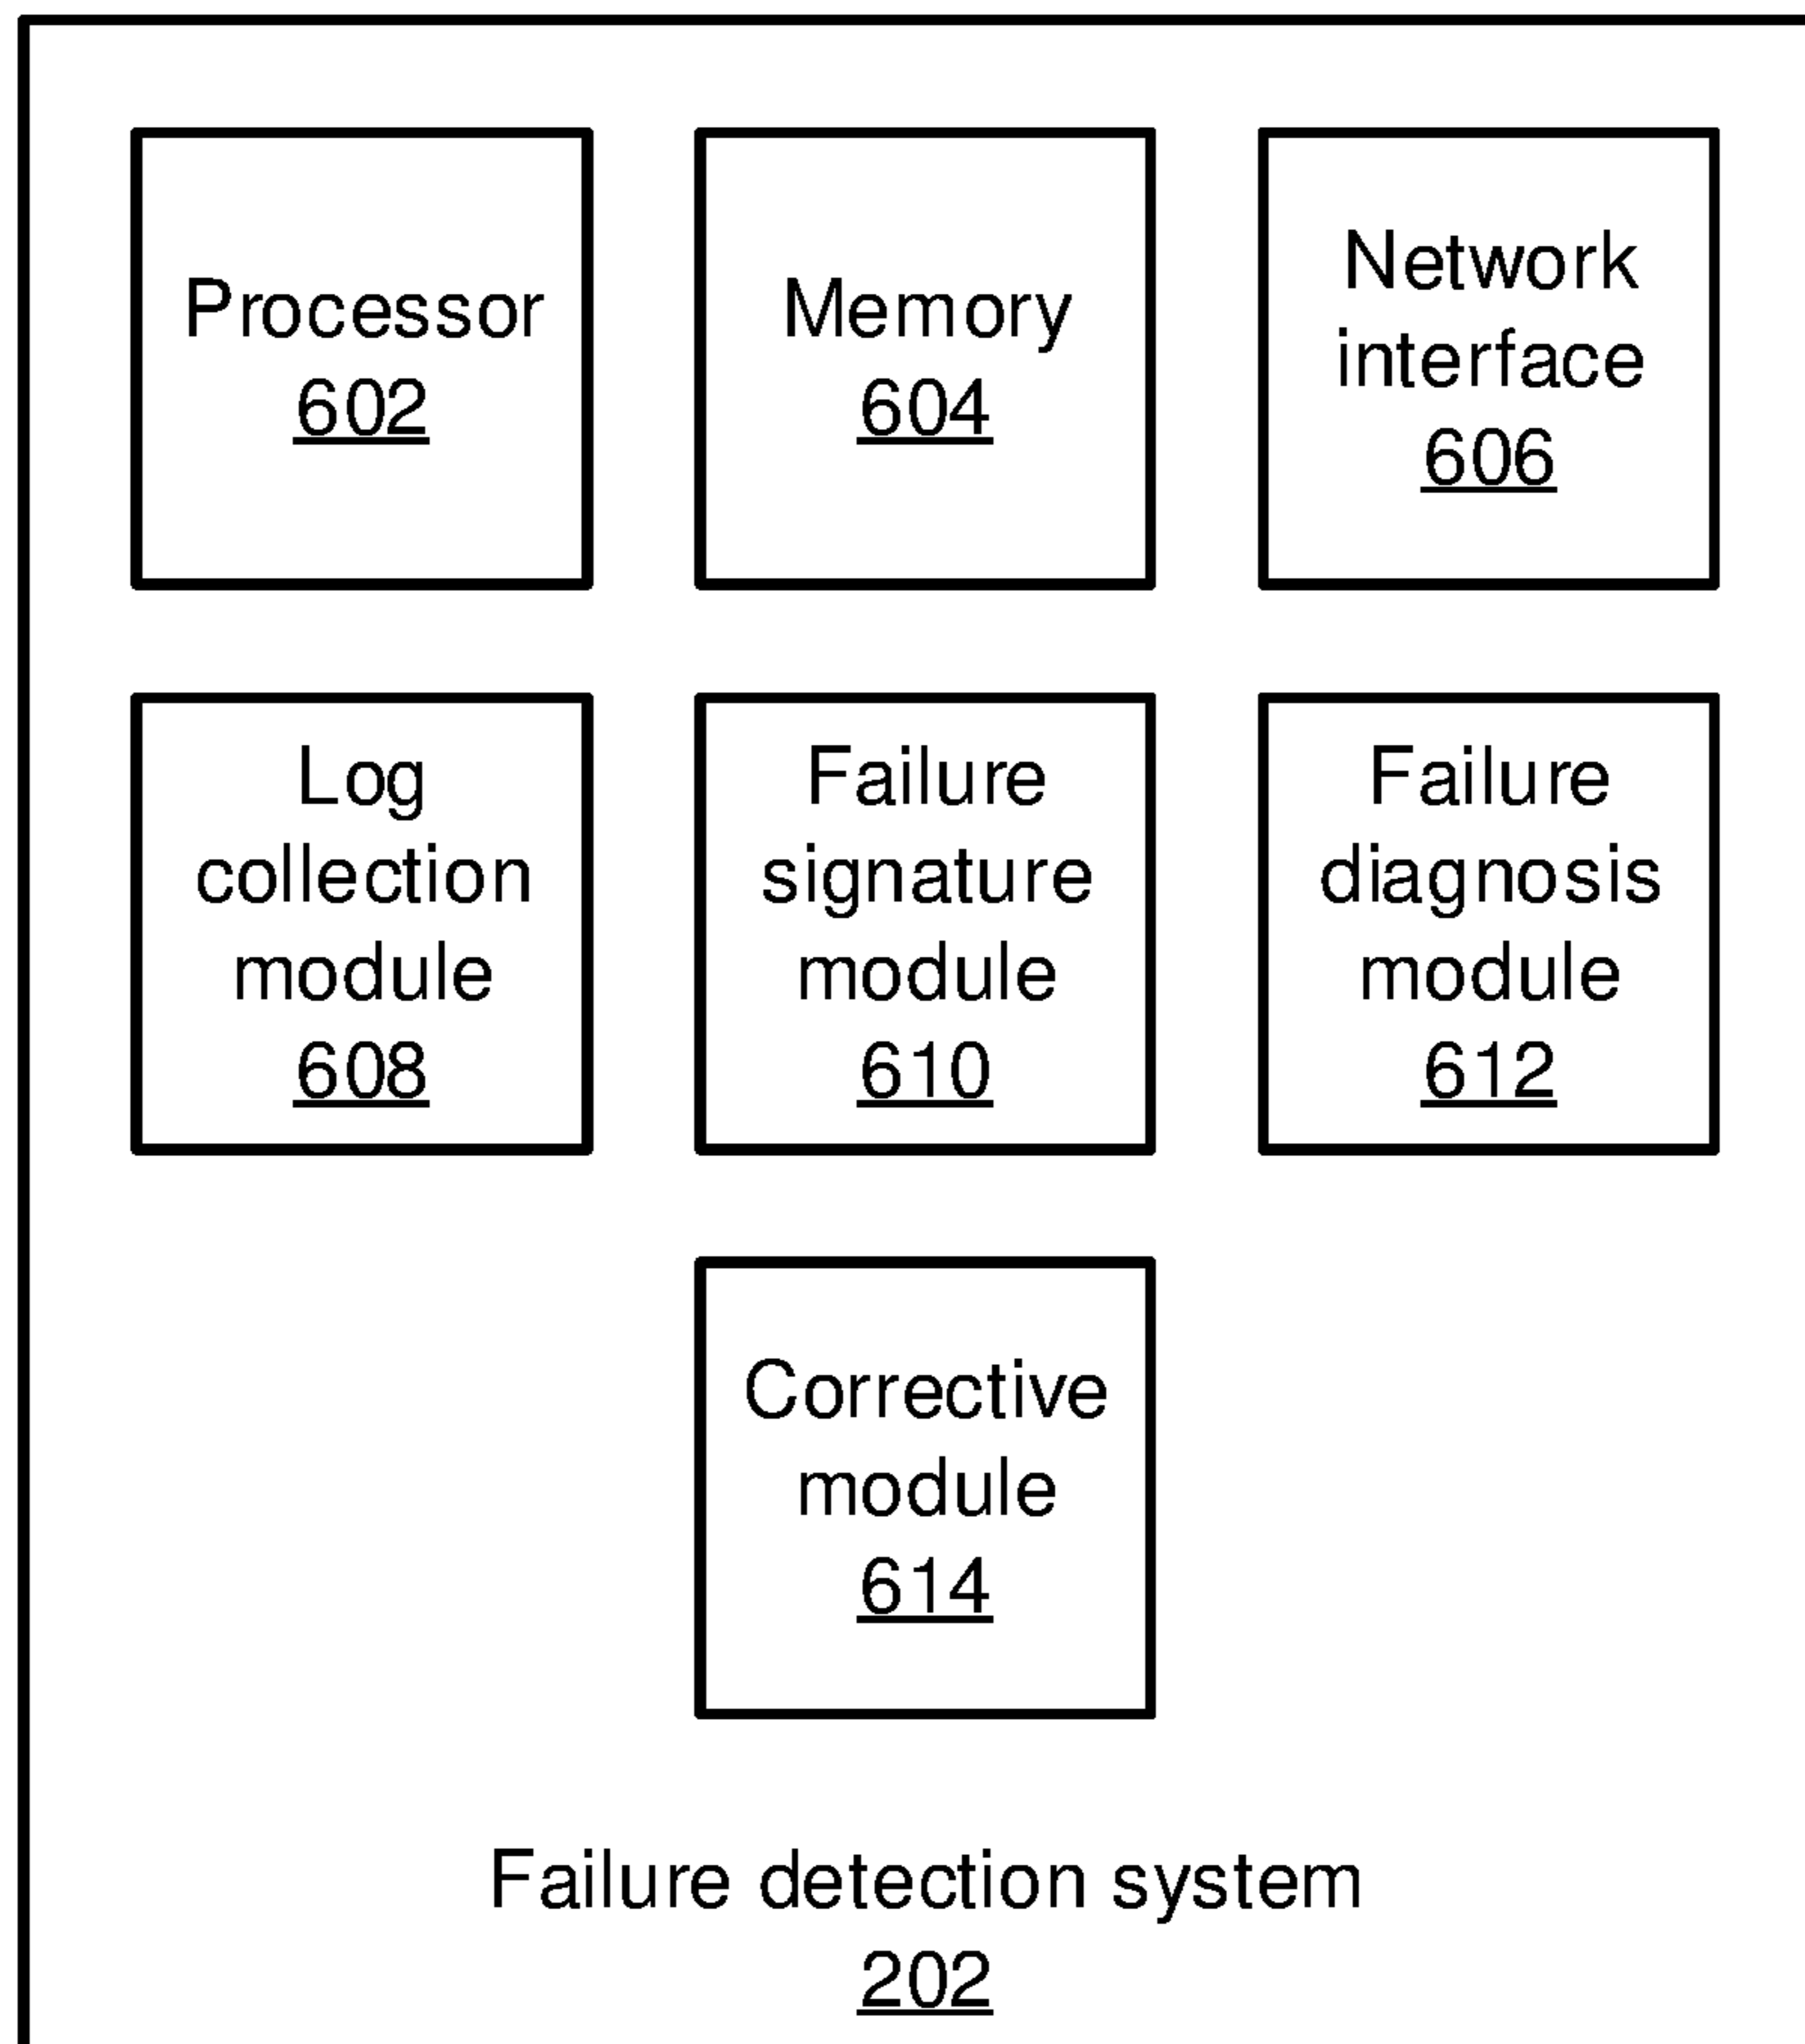 Processor
602
Memory
604
Network
interface
606
Log
collection
module
608
Failure
signature
module
610
Failure
diagnosis
module
612
Corrective
module
614
Failure detection system
202